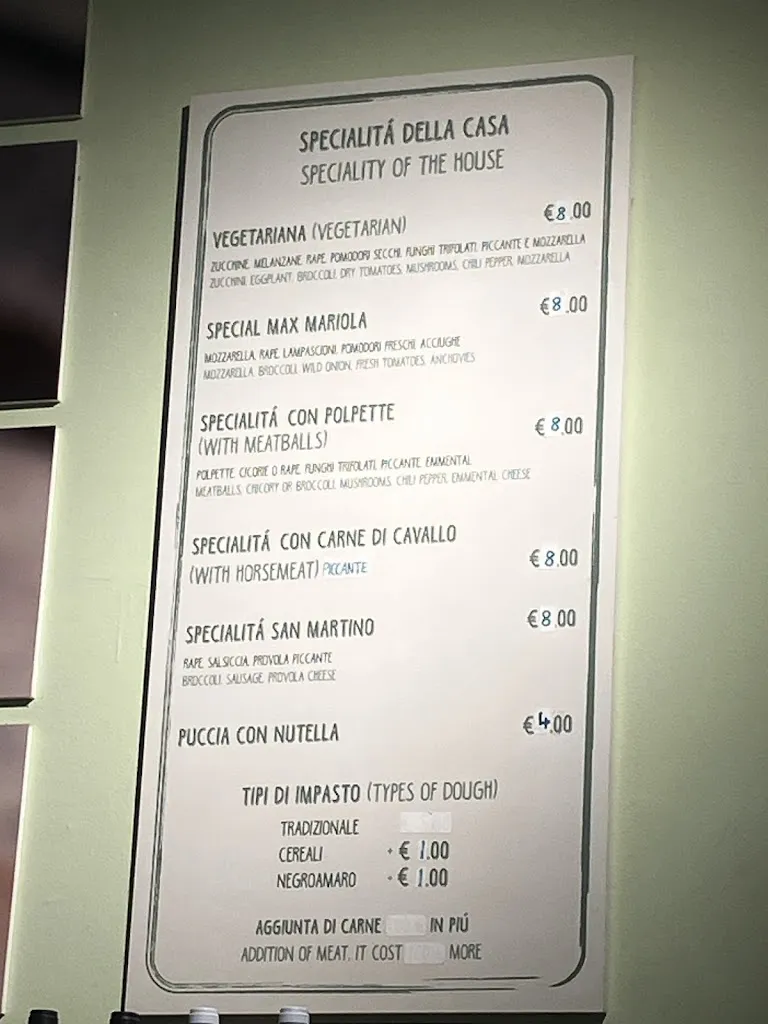 SPECIALITÁ DELLA CASA
SPECIALITY OF THE HOUSE
VEGETARIANA (VEGETARIAN) €8.00
ZUCCHINE, MELANZANE, RAPE, POMODORI SECCHI, FUNGHI TRIFOLATI, PICCANTE E MOZZARELLA
ZUCCHINI, EGGPLANT, BROCCOLI, DRY TOMATOES, MUSHROOMS, CHILI PEPPER, MOZZARELLA
SPECIAL MAX MARIOLA €8.00
MOZZARELLA, RAPE, LAMPASCIONI, POMODORI FRESCHI, ACCIUGHE
MOZZARELLA, BROCCOLI, WILD ONION, FRESH TOMATOES, ANCHOVIES
SPECIALITÁ CON POLPETTE € 8.00
(WITH MEATBALLS)
POLPETTE, CICORIE O RAPE, FUNGHI TRIFOLATI, PICCANTE, EMMENTAL
MEATBALLS, CHICORY OR BROCCOLI, MUSHROOMS, CHILI PEPPER, EMMENTAL CHEESE
SPECIALITÁ CON CARNE DI CAVALLO € 8.00
(WITH HORSEMEAT) PICCANTE
SPECIALITÁ SAN MARTINO €8.00
RAPE, SALSICCIA, PROVOLA PICCANTE
BROCCOLI, SAUSAGE, PROVOLA CHEESE
PUCCIA CON NUTELLA €4.00
TIPI DI IMPASTO (TYPES OF DOUGH)
TRADIZIONALE
CEREALI + € 1.00
NEGROAMARO + € 1.00
AGGIUNTA DI CARNE IN PIÚ
ADDITION OF MEAT, IT COST MORE